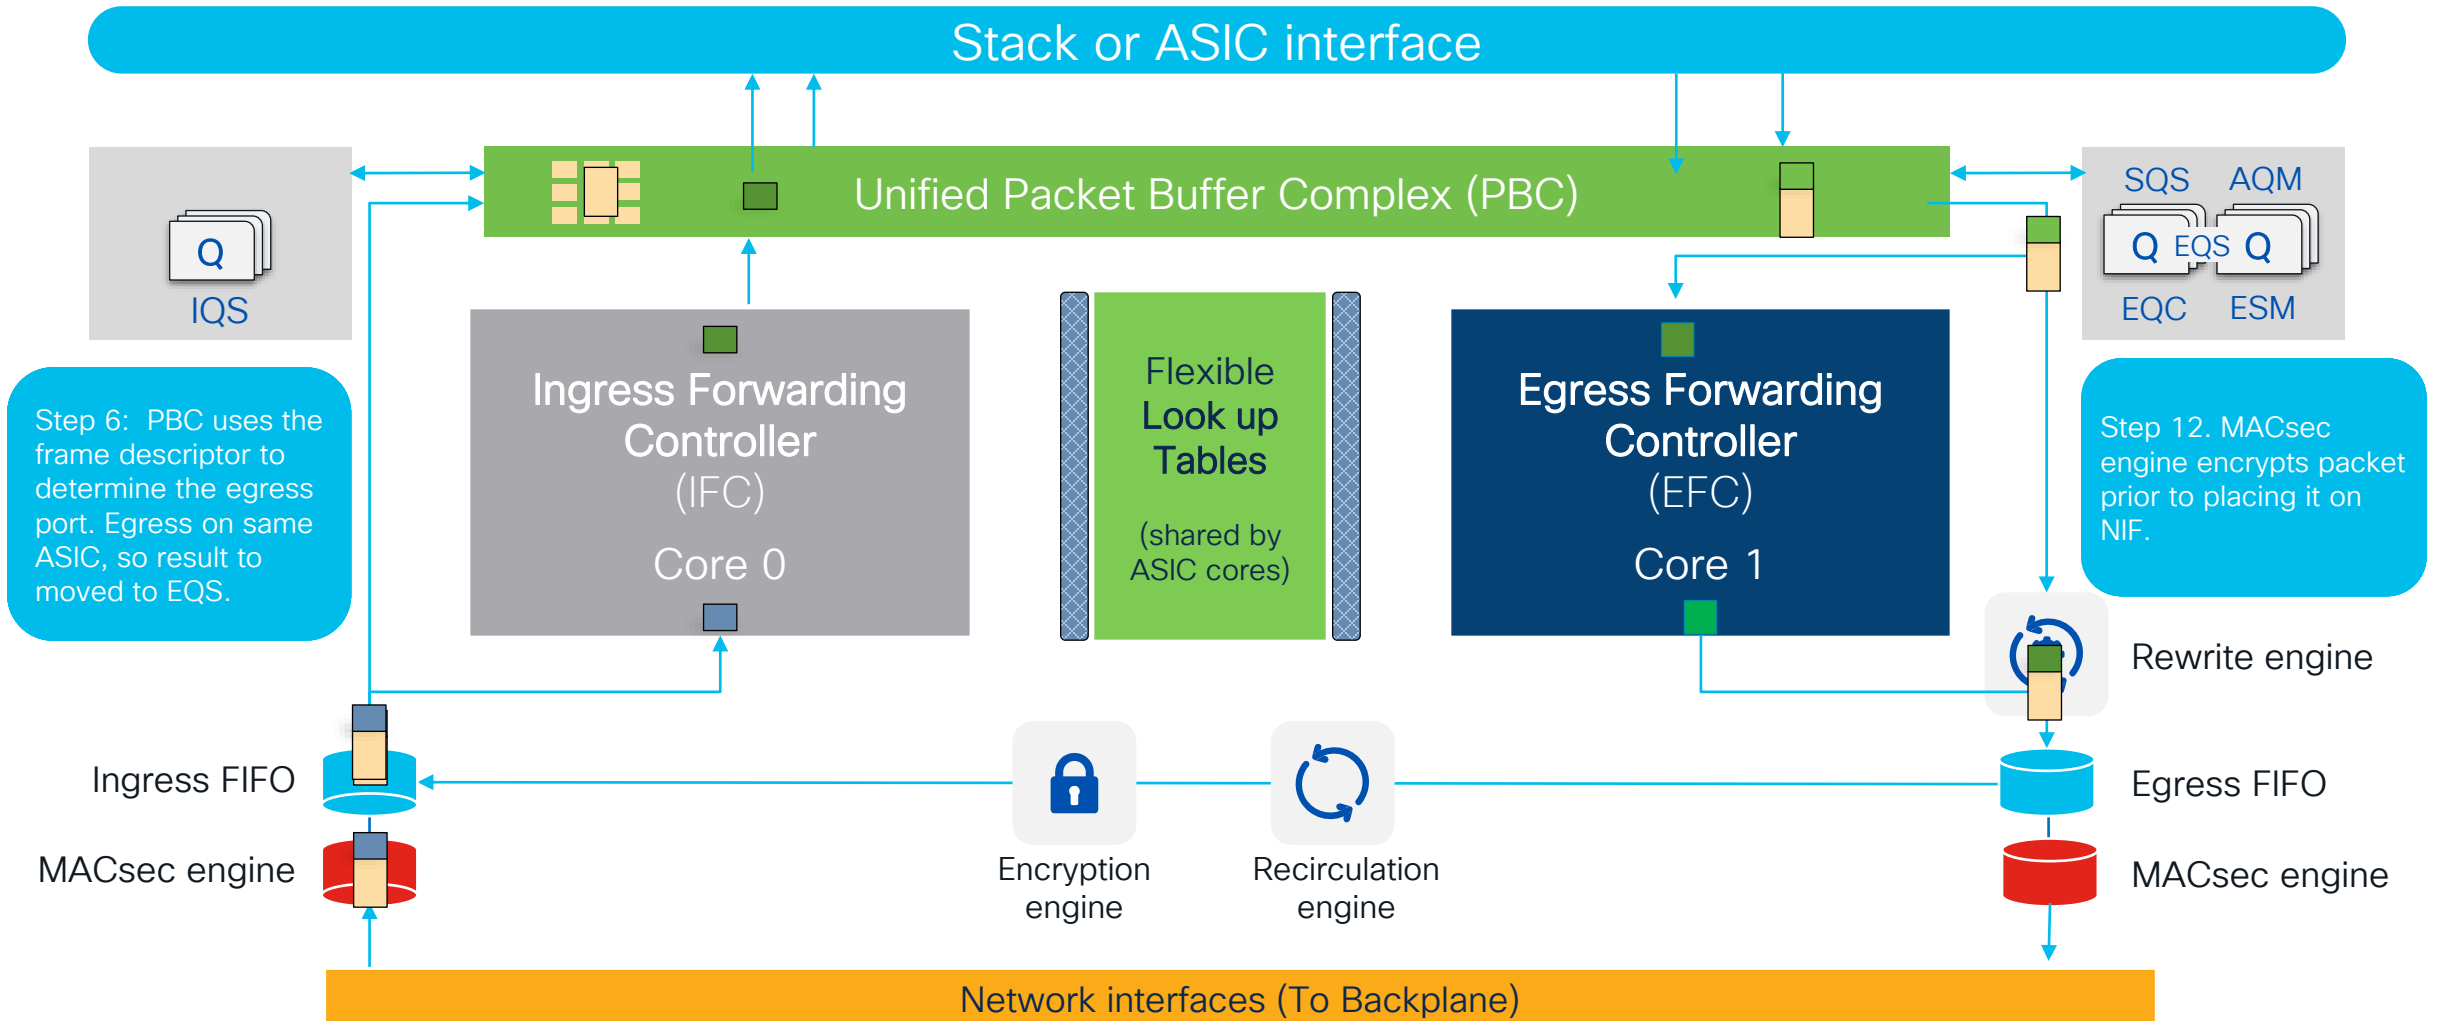 Stack or ASIC interface
Unified Packet Buffer Complex (PBC)
Q
IQS
SQS AQM
Q EQS Q
EQC ESM
Step 6:  PBC uses the
frame descriptor to
determine the egress
port. Egress on same
ASIC, so result to
moved to EQS.
Ingress Forwarding
Controller
(IFC)
Core 0
Flexible
Look up
Tables
(shared by
ASIC cores)
Egress Forwarding
Controller
(EFC)
Core 1
Step 12. MACsec
engine encrypts packet
prior to placing it on
NIF.
Rewrite engine
Ingress FIFO
Egress FIFO
MACsec engine
Encryption
engine
Recirculation
engine
MACsec engine
Network interfaces (To Backplane)